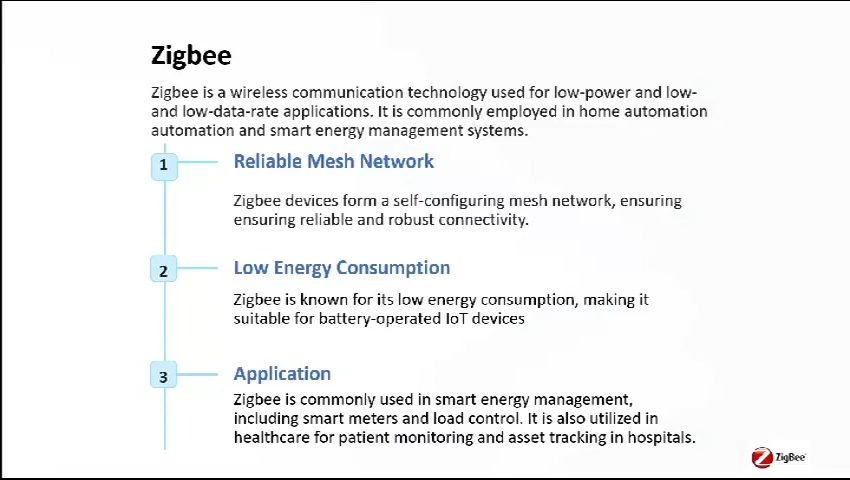 Zigbee
Zigbee is a wireless communication technology used for low-power and low-
and low-data-rate applications. It is commonly employed in home automation
automation and smart energy management systems.
1
Reliable Mesh Network
Zigbee devices form a self-configuring mesh network, ensuring
ensuring reliable and robust connectivity.
2
Low Energy Consumption
Zigbee is known for its low energy consumption, making it
suitable for battery-operated IoT devices
3
Application
Zigbee is commonly used in smart energy management,
including smart meters and load control. It is also utilized in
healthcare for patient monitoring and asset tracking in hospitals.
ZigBee